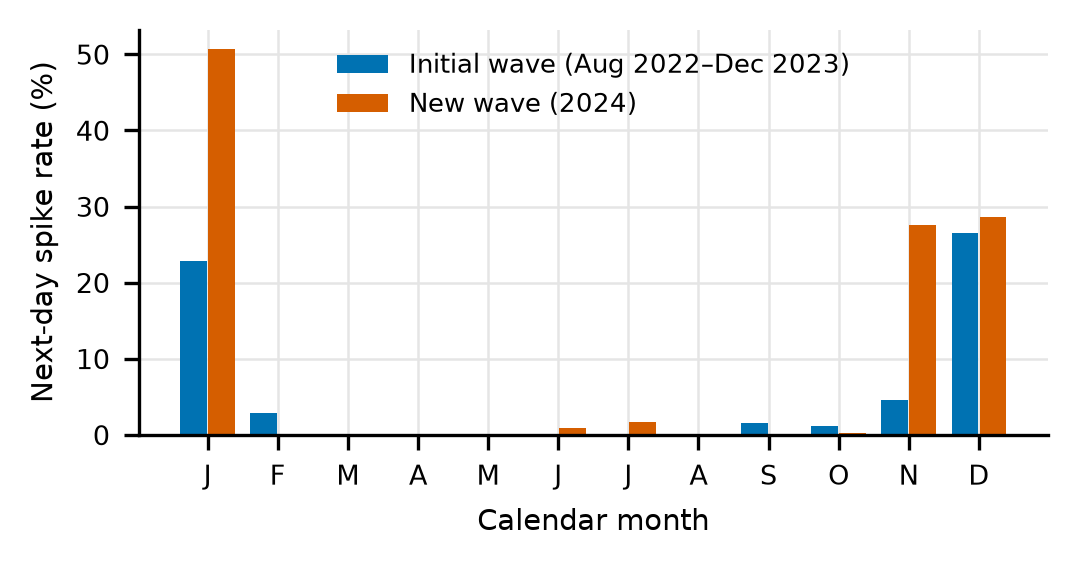 Initial wave (Aug 2022–Dec 2023)
New wave (2024)
Next-day spike rate (%)
50
40
30
20
10
0
J F M A M J J A S O N D
Calendar month